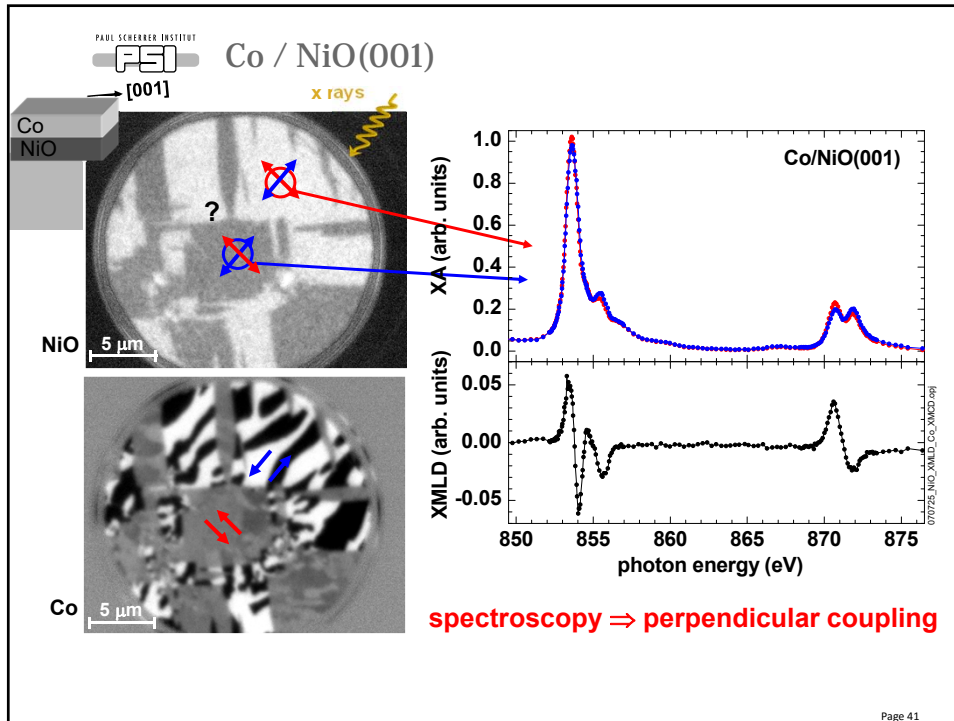 PAUL SCHERRER INSTITUT
PSI
Co / NiO(001)
[001]
x rays
Co
NiO
?
NiO
5 μm
Co
5 μm
Co/NiO(001)
XA (arb. units)
1.0
0.8
0.6
0.4
0.2
0.0
XMLD (arb. units)
0.05
0.00
-0.05
850
855
860
865
870
875
photon energy (eV)
070725_NiO_XMLD_Co_XMCD.opj
spectroscopy ⇒ perpendicular coupling
Page 41